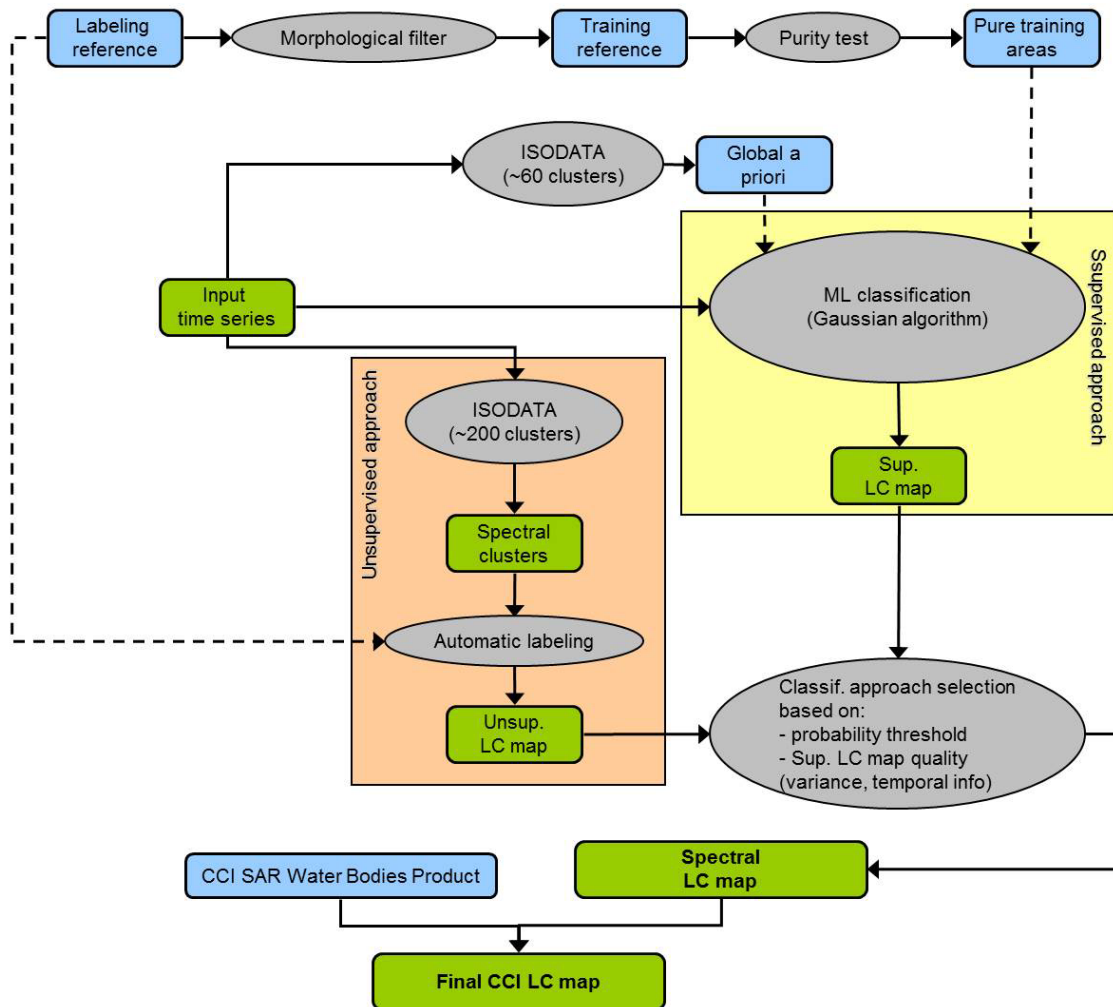 Labeling
reference
Morphological filter
Training
reference
Purity test
Pure training
areas
ISODATA
(~60 clusters)
Global a
priori
Ssupervised approach
ML classification
(Gaussian algorithm)
Input
time series
Unsupervised approach
ISODATA
(~200 clusters)
Sup.
LC map
Spectral
clusters
Automatic labeling
Unsup.
LC map
Classif. approach selection
based on:
- probability threshold
- Sup. LC map quality
(variance, temporal info)
CCI SAR Water Bodies Product
Spectral
LC map
Final CCI LC map